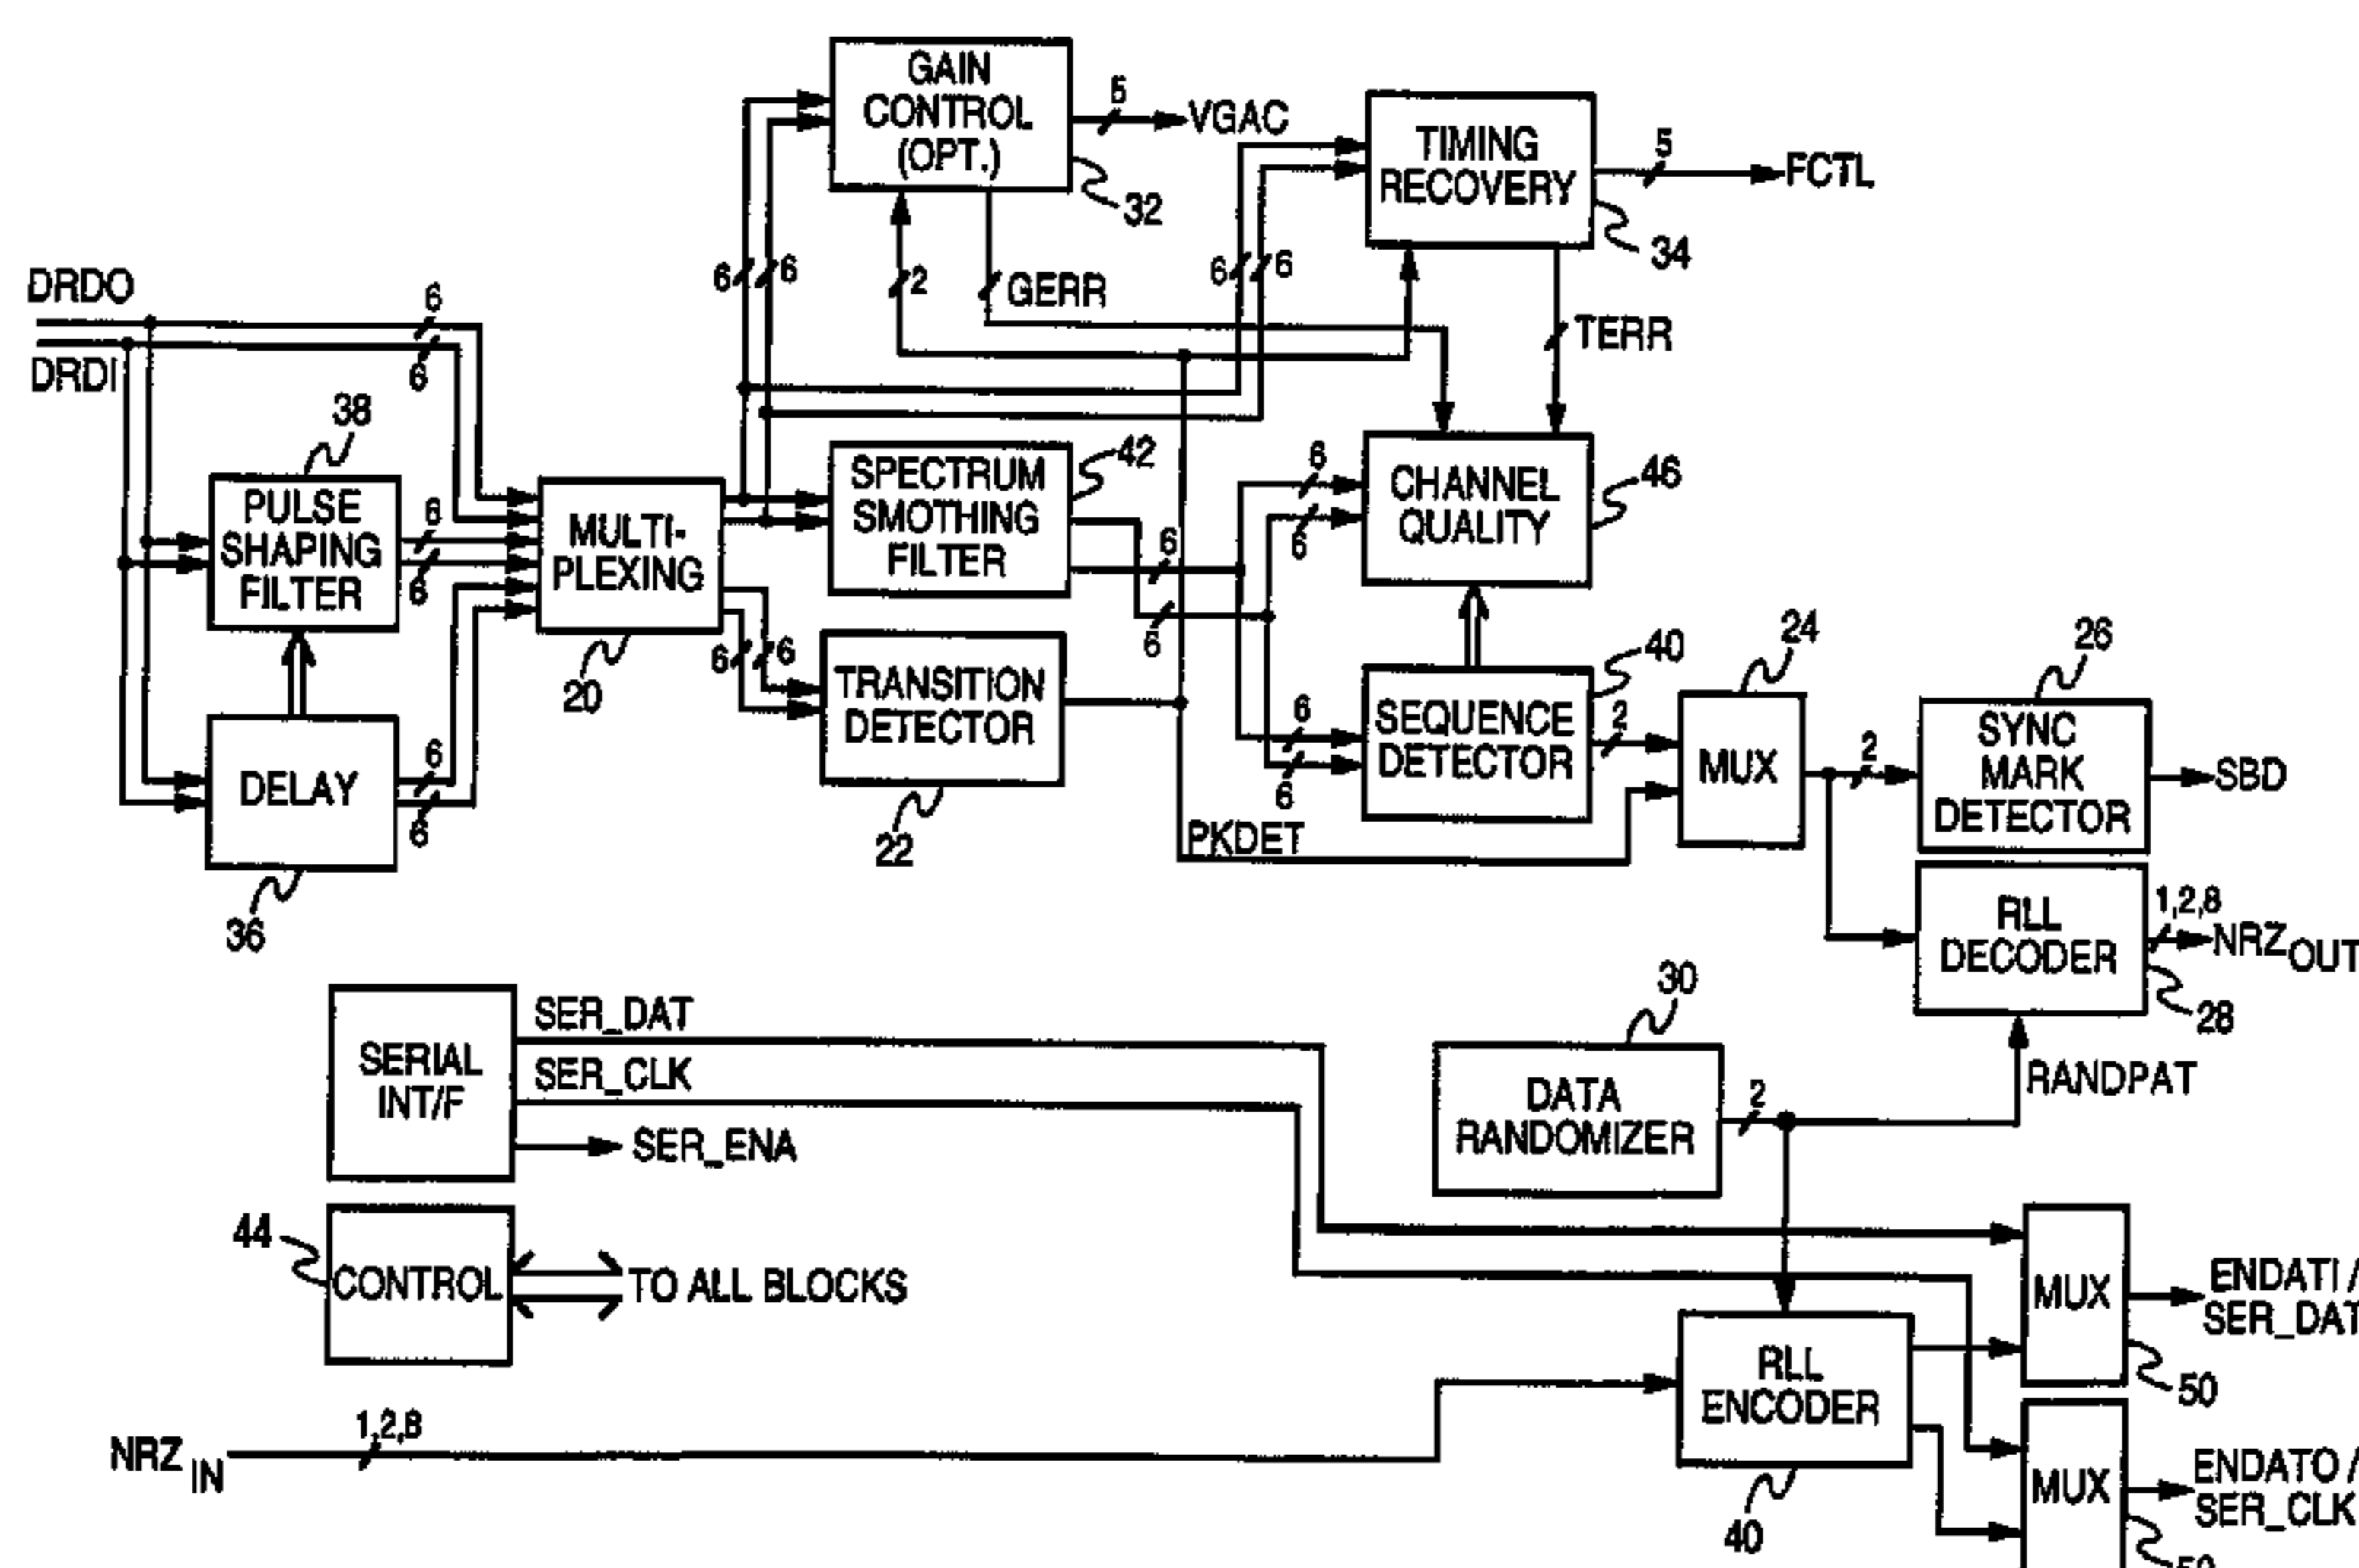 GAIN
CONTROL
(OPT.)
5
VGAC
32
TIMING
RECOVERY
5
FCTL
34
DRDO
DRDI
6
6
6
6
2
GERR
6
6
TERR
38
PULSE
SHAPING
FILTER
6
6
MULTI-
PLEXING
20
SPECTRUM
SMOTHING
FILTER
42
6
6
6
6
CHANNEL
QUALITY
46
DELAY
36
6
6
6
6
TRANSITION
DETECTOR
22
PKDET
6
6
SEQUENCE
DETECTOR
40
2
24
MUX
2
26
SYNC
MARK
DETECTOR
SBD
RLL
DECODER
1,2,8
NRZOUT
28
SERIAL
INT/F
SER_DAT
SER_CLK
SER_ENA
30
DATA
RANDOMIZER
2
RANDPAT
44
CONTROL
TO ALL BLOCKS
MUX
ENDATI /
SER_DAT
50
RLL
ENCODER
40
NRZ IN
1,2,8
MUX
ENDATO /
SER_CLK